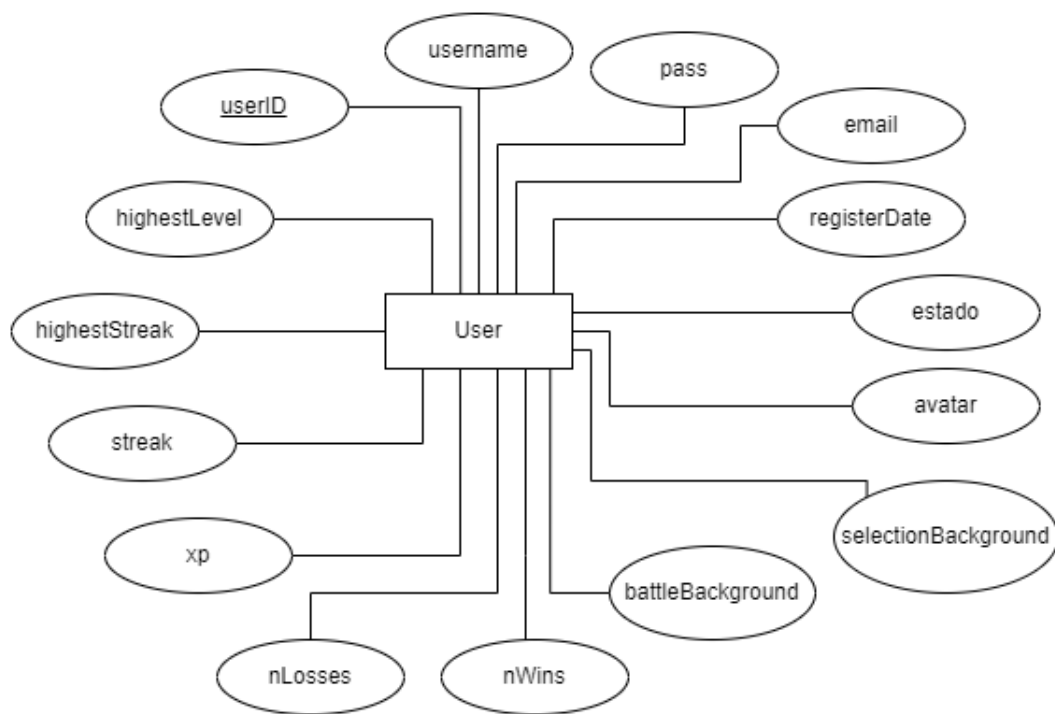 username
pass
userID
email
highestLevel
registerDate
highestStreak
User
estado
avatar
streak
selectionBackground
xp
battleBackground
nLosses
nWins